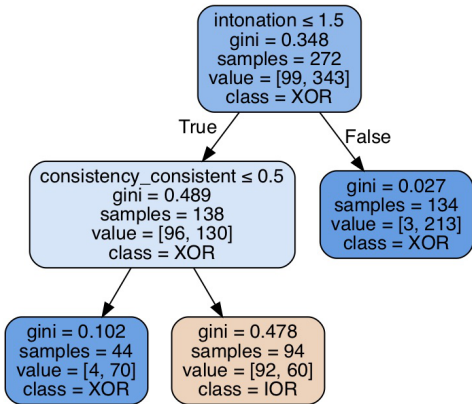 intonation ≤ 1.5
gini = 0.348
samples = 272
value = [99, 343]
class = XOR
True
False
consistency_consistent ≤ 0.5
gini = 0.489
samples = 138
value = [96, 130]
class = XOR
gini = 0.027
samples = 134
value = [3, 213]
class = XOR
gini = 0.102
samples = 44
value = [4, 70]
class = XOR
gini = 0.478
samples = 94
value = [92, 60]
class = IOR